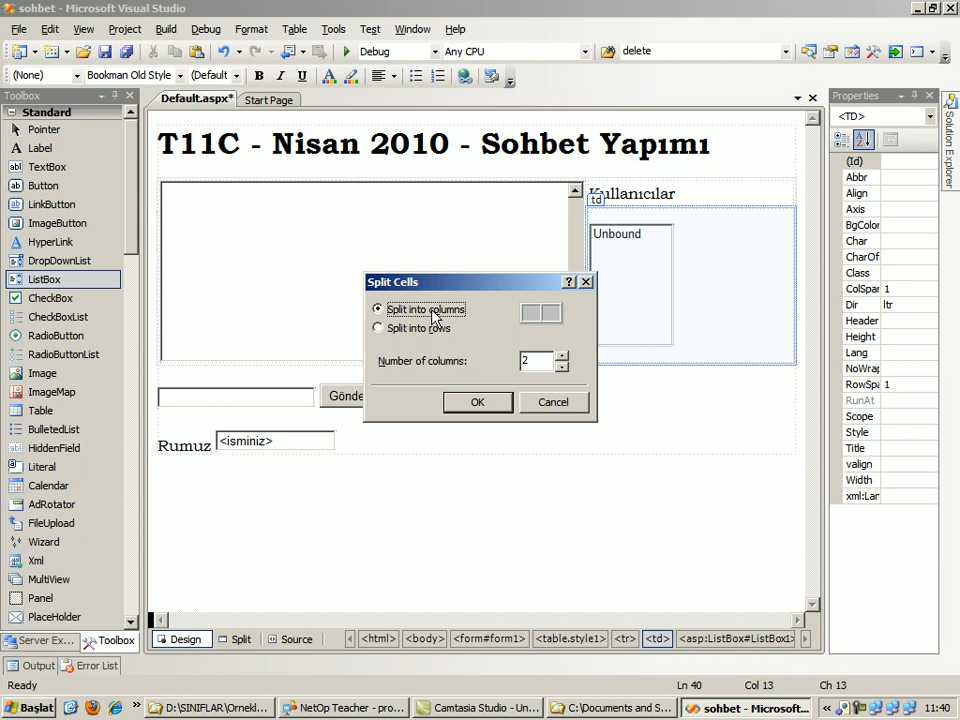 sohbet - Microsoft Visual Studio
File Edit View Project Build Debug Format Table Tools Test Window Help
Debug Any CPU delete
(None) Bookman Old Style (Default B I U A
Toolbox
Default.aspx* Start Page
Properties
Standard
Pointer
Label
TextBox
Button
LinkButton
ImageButton
HyperLink
DropDownList
ListBox
CheckBox
CheckBoxList
RadioButton
RadioButtonList
Image
ImageMap
Table
BulletedList
HiddenField
Literal
Calendar
AdRotator
FileUpload
Wizard
Xml
MultiView
Panel
PlaceHolder
Server Ex... Toolbox
T11C - Nisan 2010 - Sohbet Yapımı
Kullanıcılar
td
Unbound
Split Cells
Split into columns
Split into rows
Number of columns: 2
OK Cancel
Gönde
Rumuz <isminiz>
Design Split Source <html> <body> <form#form1> <table.style1> <tr> <td> <asp:ListBox#ListBox1>
<TD>
(Id)
Abbr
Align
Axis
BgColor
Char
CharOf
Class
ColSpan 1
Dir ltr
Header
Height
Lang
NoWrap
RowSpa 1
RunAt
Scope
Style
Title
valign
Width
xml:Lar
Solution Explorer
Output Error List
Ready Ln 40 Col 13 Ch 13
Başlat D:\SINIFLAR\Ornekl... NetOp Teacher - pro... Camtasia Studio - Un... C:\Documents and S... sohbet - Microsoft... 11:40